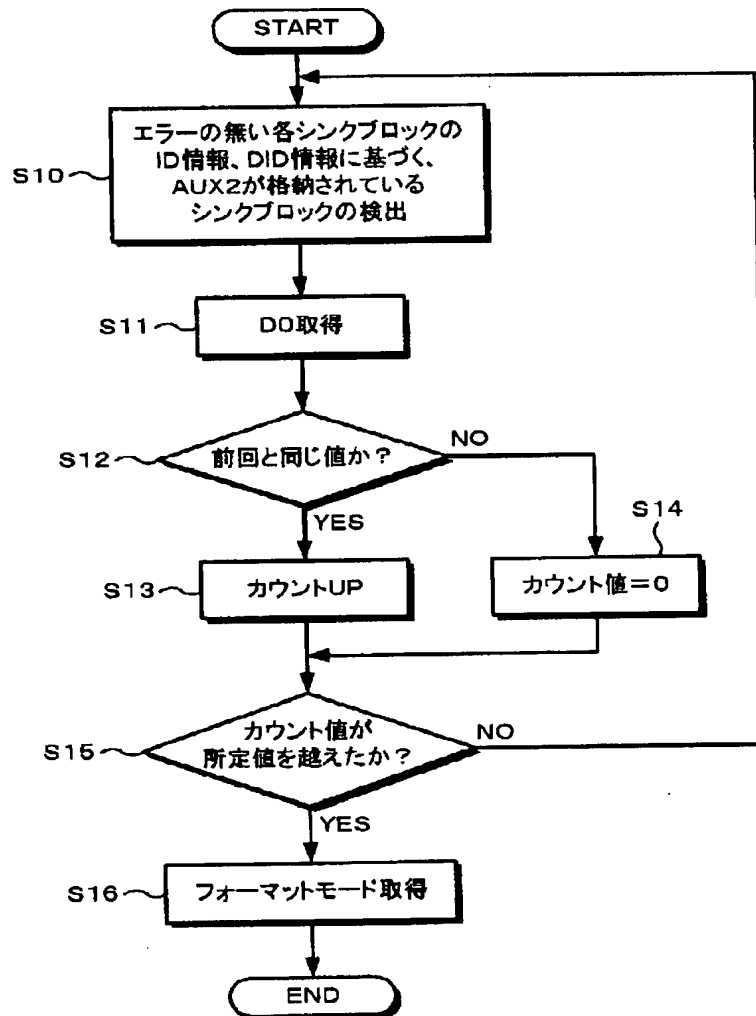 START
エラーの無い各シンクブロックの
ID情報、DID情報に基づく、
AUX2が格納されている
シンクブロックの検出
S10
S11
D0取得
S12
前回と同じ値か?
NO
YES
S14
S13
カウントUP
カウント値=0
S15
カウント値が
所定値を越えたか?
NO
YES
S16
フォーマットモード取得
END